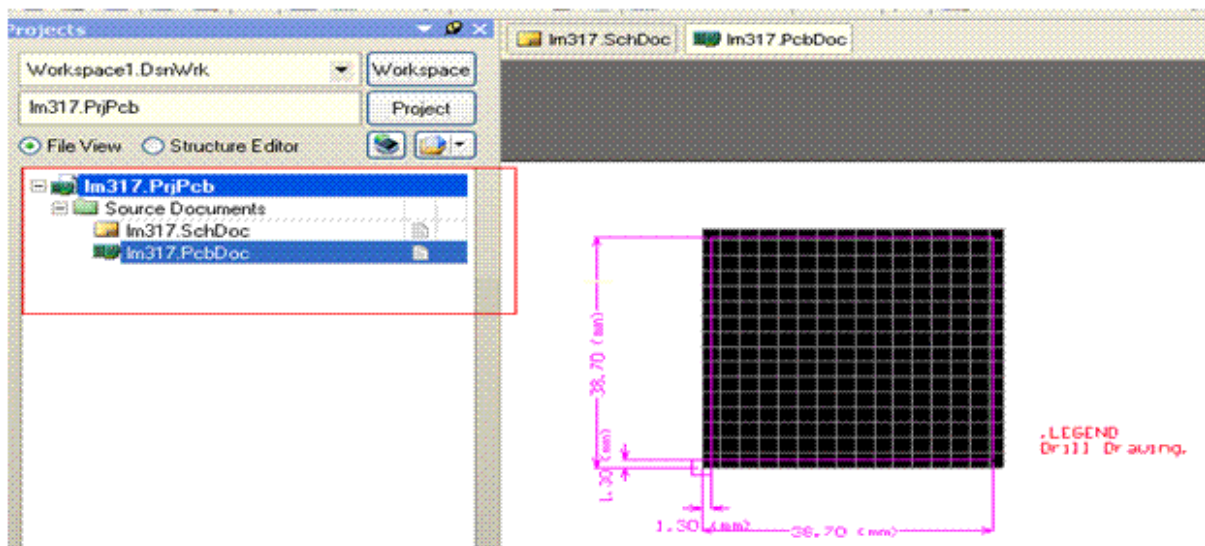 Projects
Workspace1.DsnWrk
Workspace
lm317.PrjPcb
Project
File View
Structure Editor
lm317.PrjPcb
Source Documents
lm317.SchDoc
lm317.PcbDoc
lm317.SchDoc
lm317.PcbDoc
38.70 (mm)
1.30 (mm)
1.30 (mm)
38.70 (mm)
.LEGEND
Drill Drawing.